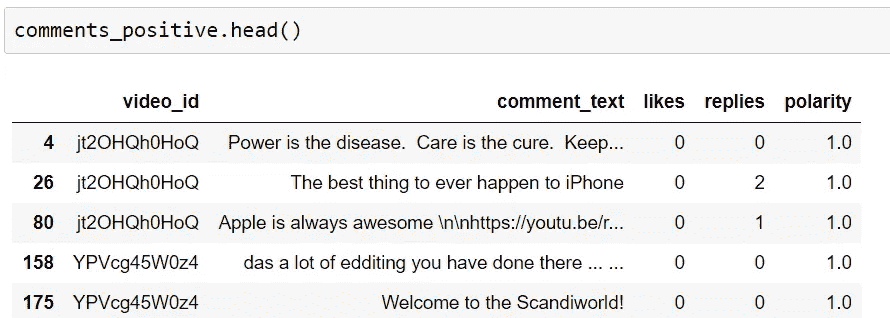 comments_positive.head()
video_id comment_text likes replies polarity
4 jt2OHQh0HoQ Power is the disease.  Care is the cure.  Keep... 0 0 1.0
26 jt2OHQh0HoQ The best thing to ever happen to iPhone 0 2 1.0
80 jt2OHQh0HoQ Apple is always awesome \n\nhttps://youtu.be/r... 0 1 1.0
158 YPVcg45W0z4 das a lot of edditing you have done there ... ... 0 0 1.0
175 YPVcg45W0z4 Welcome to the Scandiworld! 0 0 1.0